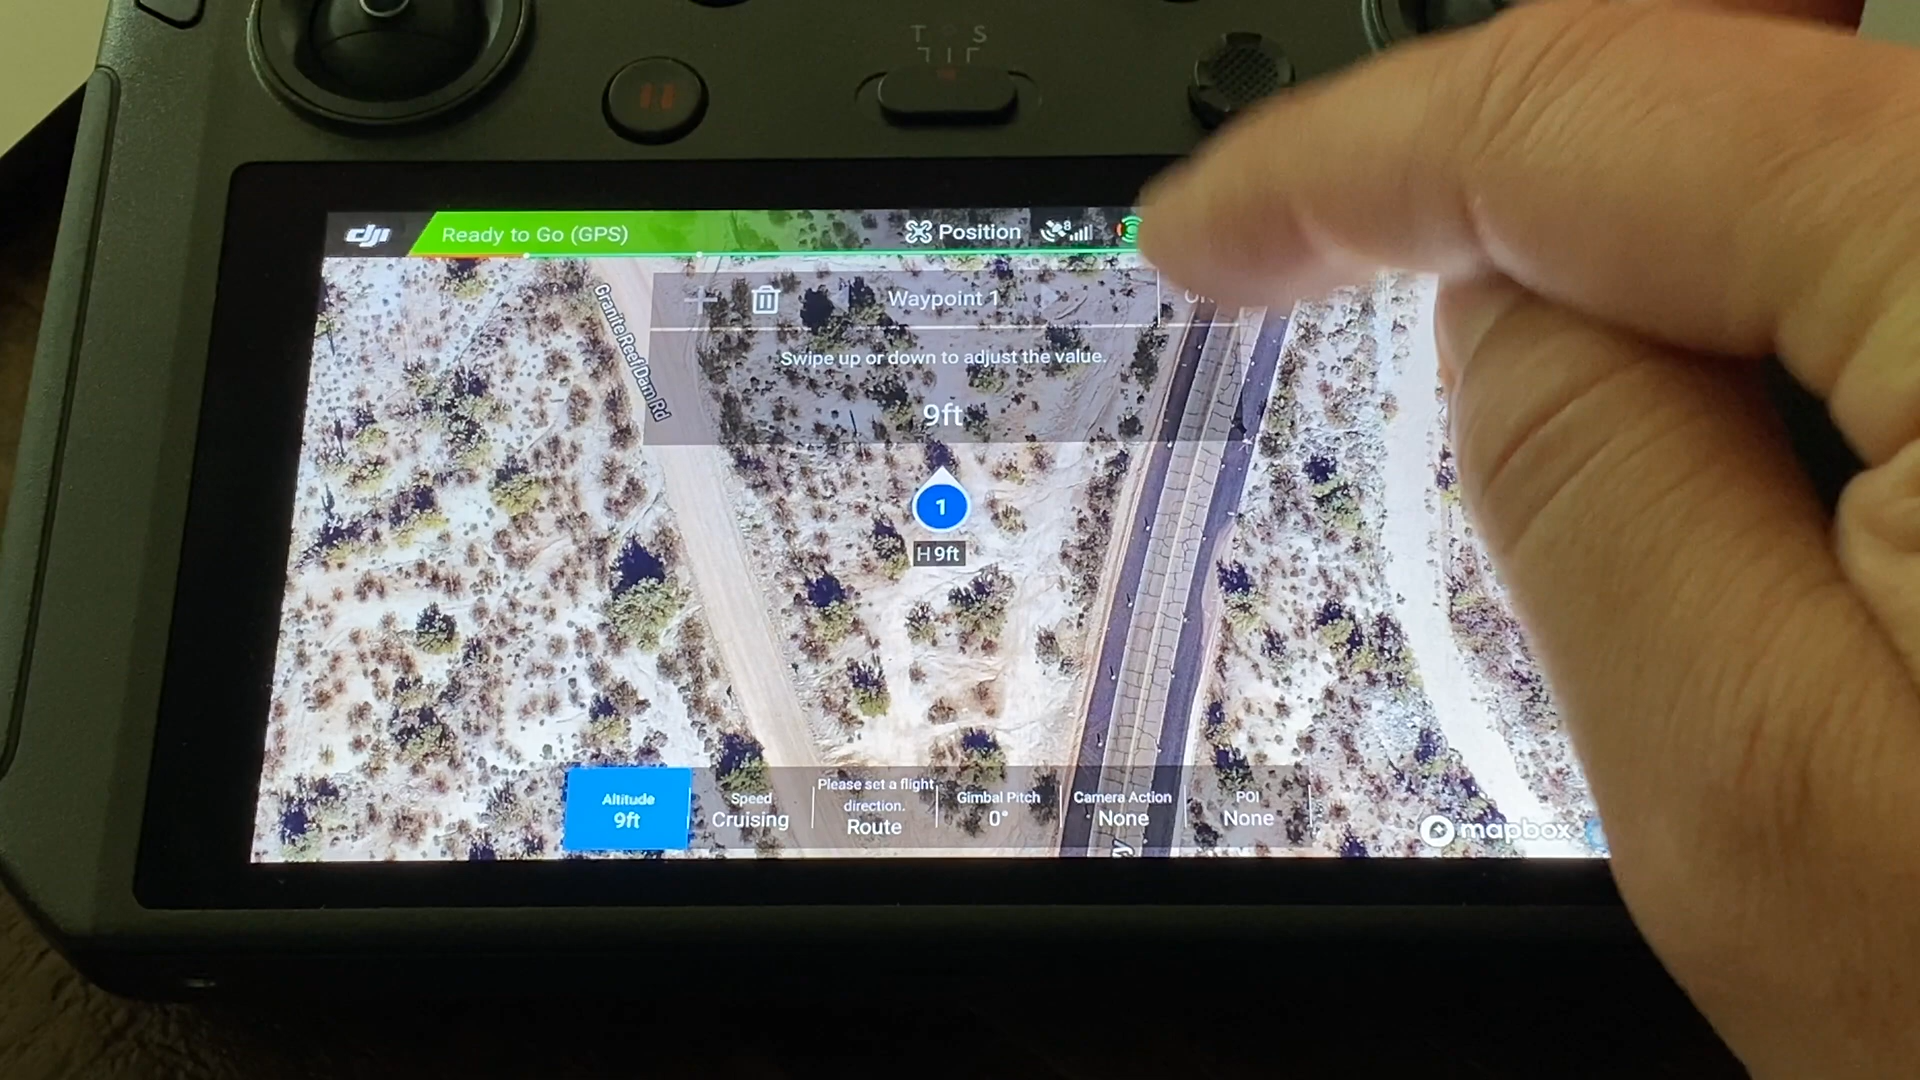 T S
dji
Ready to Go (GPS)
Position
8
Waypoint 1
Swipe up or down to adjust the value.
9ft
Granite Reef Dam Rd
1
H 9ft
Altitude
9ft
Speed
Cruising
Please set a flight
direction.
Route
Gimbal Pitch
0°
Camera Action
None
POI
None
mapbox